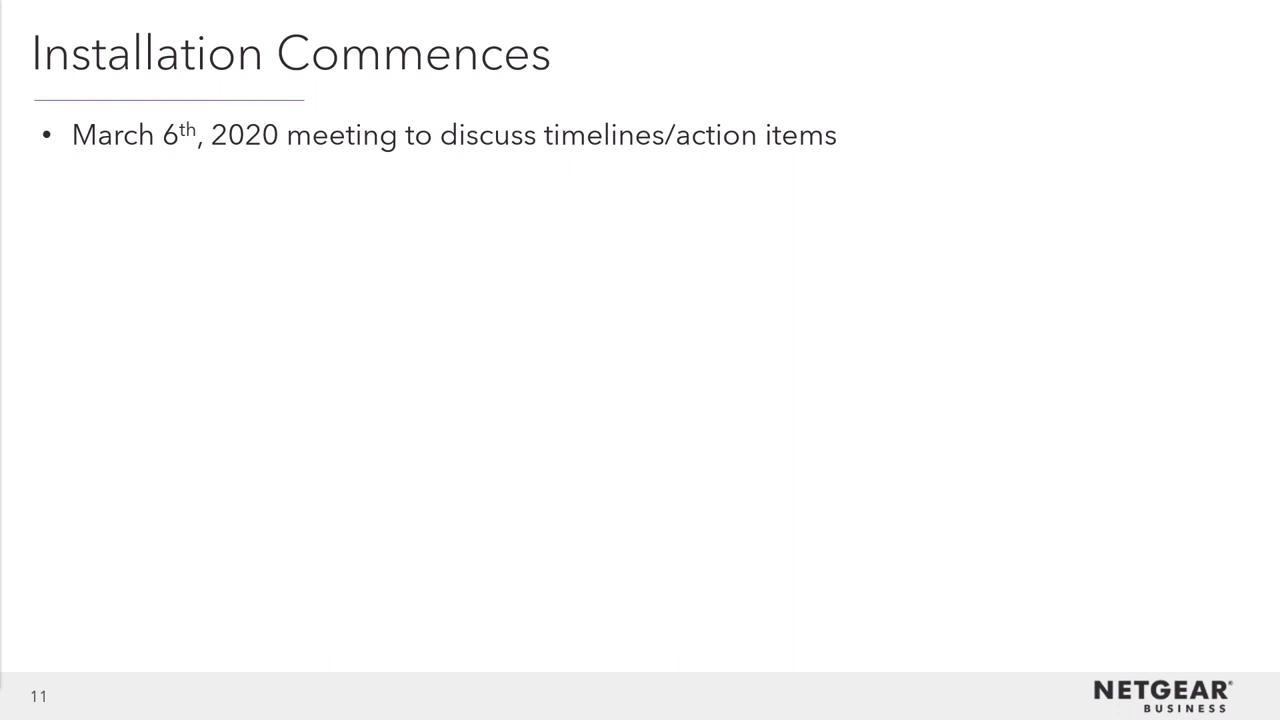 Installation Commences
• March 6th, 2020 meeting to discuss timelines/action items
11
NETGEAR®
BUSINESS